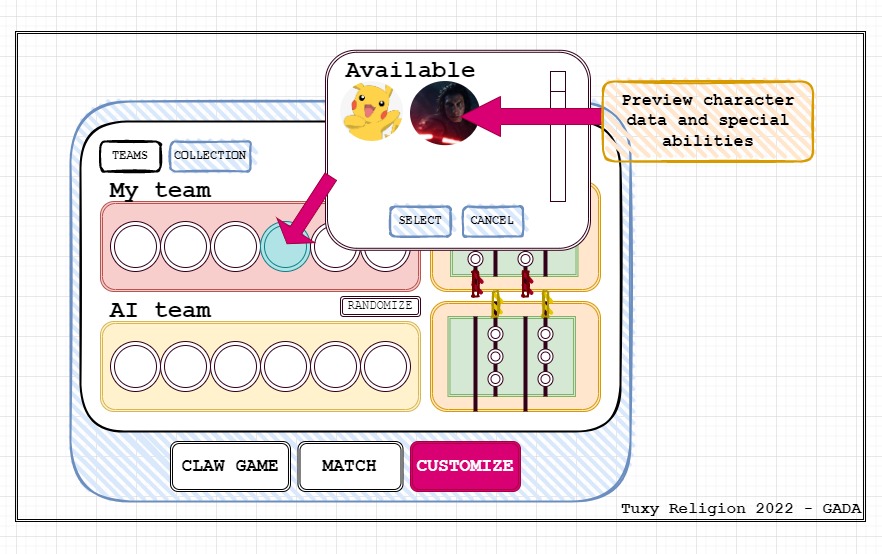 Available
Preview character
data and special
abilities
TEAMS
COLLECTION
My team
SELECT
CANCEL
AI team
RANDOMIZE
CLAW GAME
MATCH
CUSTOMIZE
Tuxy Religion 2022 - GADA